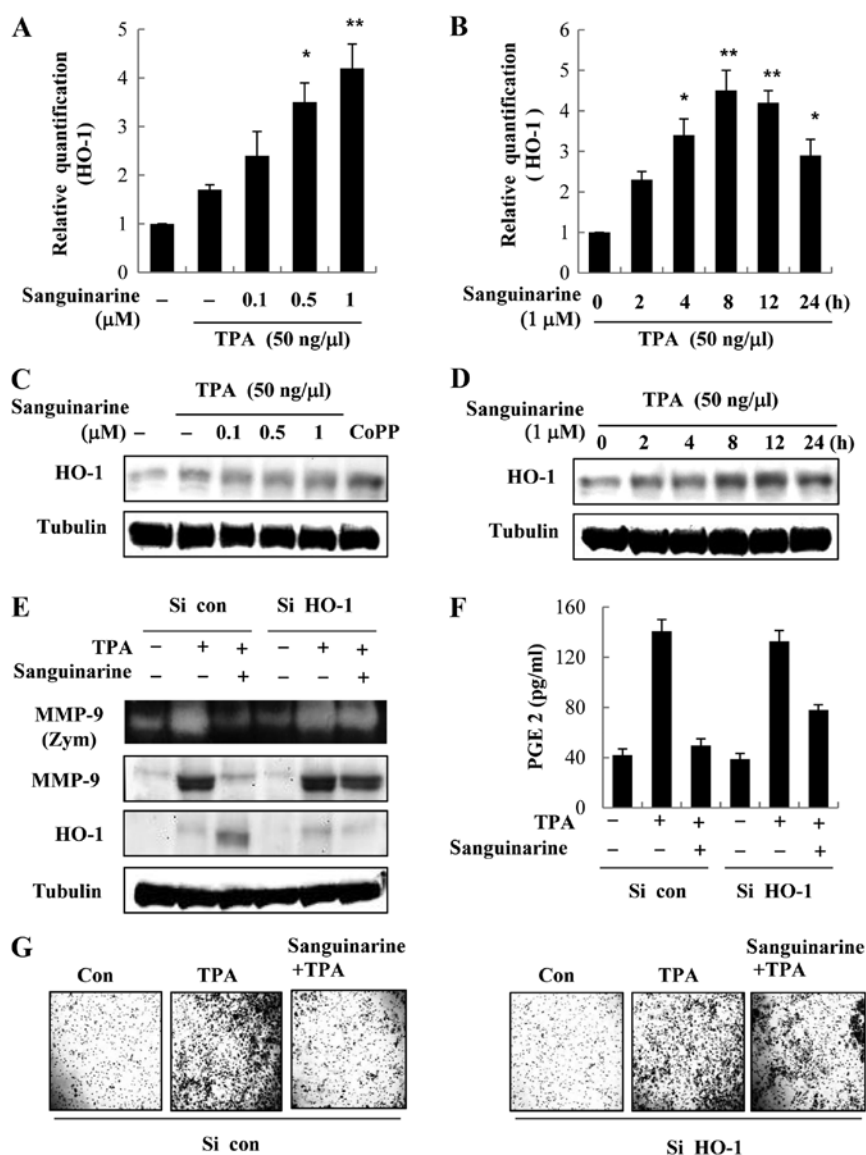 A
Relative quantification
(HO-1)
5
4
3
2
1
0
*
**
Sanguinarine
(μM)
– – 0.1 0.5 1
TPA (50 ng/μl)
B
Relative quantification
( HO-1 )
6
5
4
3
2
1
0
*
**
**
*
Sanguinarine
(1 μM)
0 2 4 8 12 24 (h)
TPA (50 ng/μl)
C
TPA (50 ng/μl)
Sanguinarine
(μM)
– – 0.1 0.5 1 CoPP
HO-1
Tubulin
D
TPA (50 ng/μl)
Sanguinarine
(1 μM)
0 2 4 8 12 24 (h)
HO-1
Tubulin
E
Si con Si HO-1
TPA – + + – + +
Sanguinarine – – + – – +
MMP-9
(Zym)
MMP-9
HO-1
Tubulin
F
PGE 2 (pg/ml)
160
120
80
40
0
TPA – + + – + +
Sanguinarine – – + – – +
Si con Si HO-1
G
Con TPA Sanguinarine
+TPA
Si con
Con TPA Sanguinarine
+TPA
Si HO-1